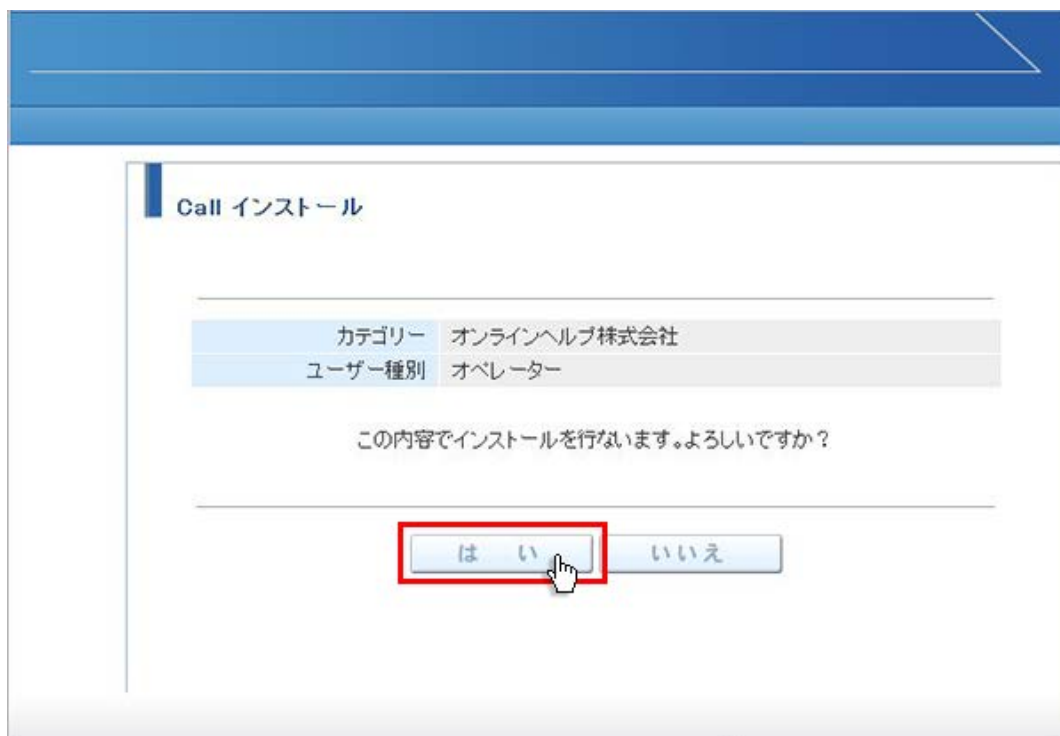 Call インストール
カテゴリー オンラインヘルプ株式会社
ユーザー種別 オペレーター
この内容でインストールを行ないます。よろしいですか？
は い いいえ